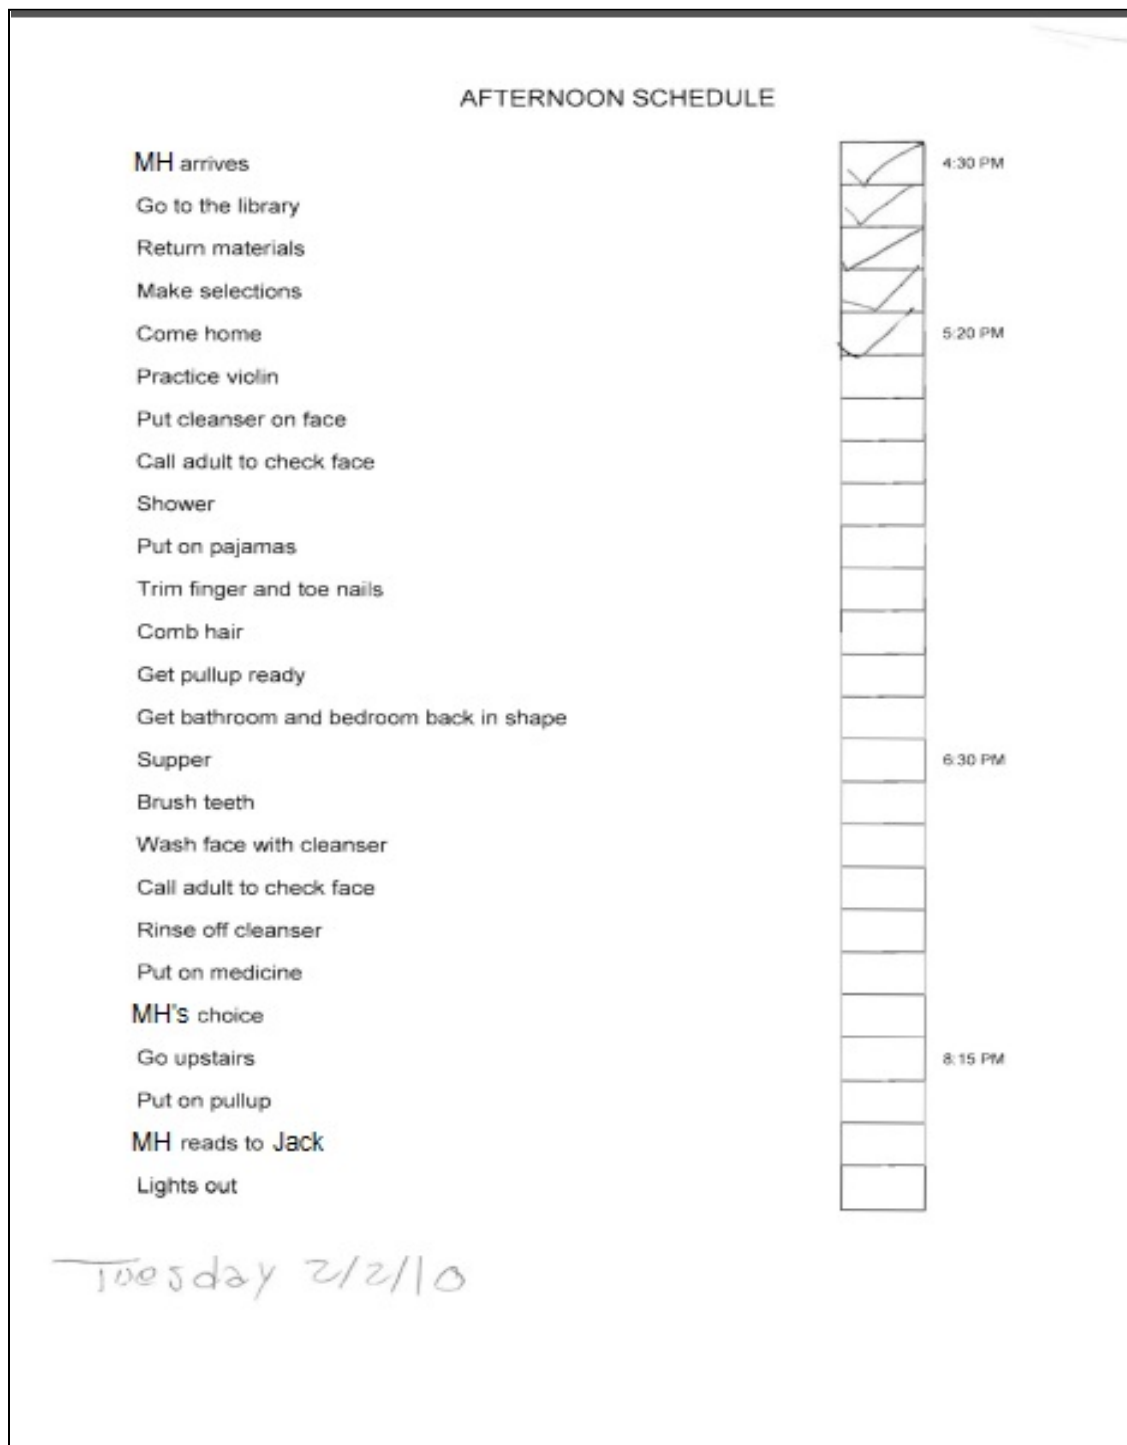 AFTERNOON SCHEDULE
MH arrives 4:30 PM
Go to the library
Return materials
Make selections
Come home 5:20 PM
Practice violin
Put cleanser on face
Call adult to check face
Shower
Put on pajamas
Trim finger and toe nails
Comb hair
Get pullup ready
Get bathroom and bedroom back in shape
Supper 6:30 PM
Brush teeth
Wash face with cleanser
Call adult to check face
Rinse off cleanser
Put on medicine
MH's choice
Go upstairs 8:15 PM
Put on pullup
MH reads to Jack
Lights out
Tuesday 2/2/10